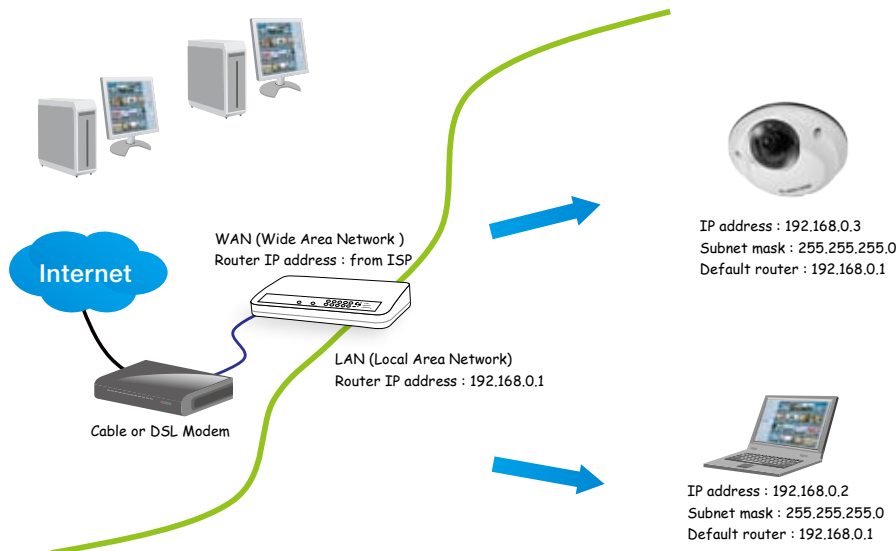 WAN (Wide Area Network )
Router IP address : from ISP
Internet
LAN (Local Area Network)
Router IP address : 192.168.0.1
Cable or DSL Modem
IP address : 192.168.0.3
Subnet mask : 255.255.255.0
Default router : 192.168.0.1
IP address : 192.168.0.2
Subnet mask : 255.255.255.0
Default router : 192.168.0.1